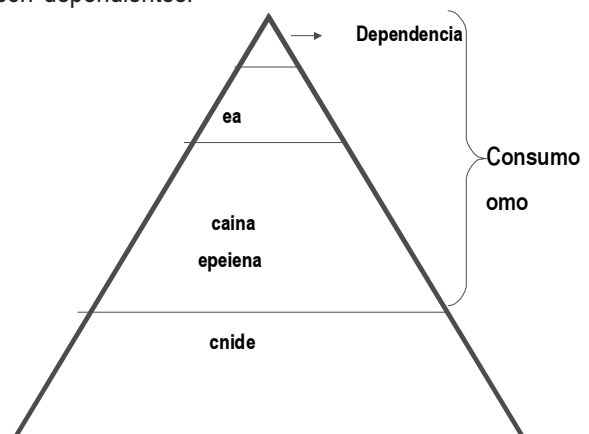 son dependientes.
Dependencia
ea
Consumo
omo
caina
epeiena
cnide